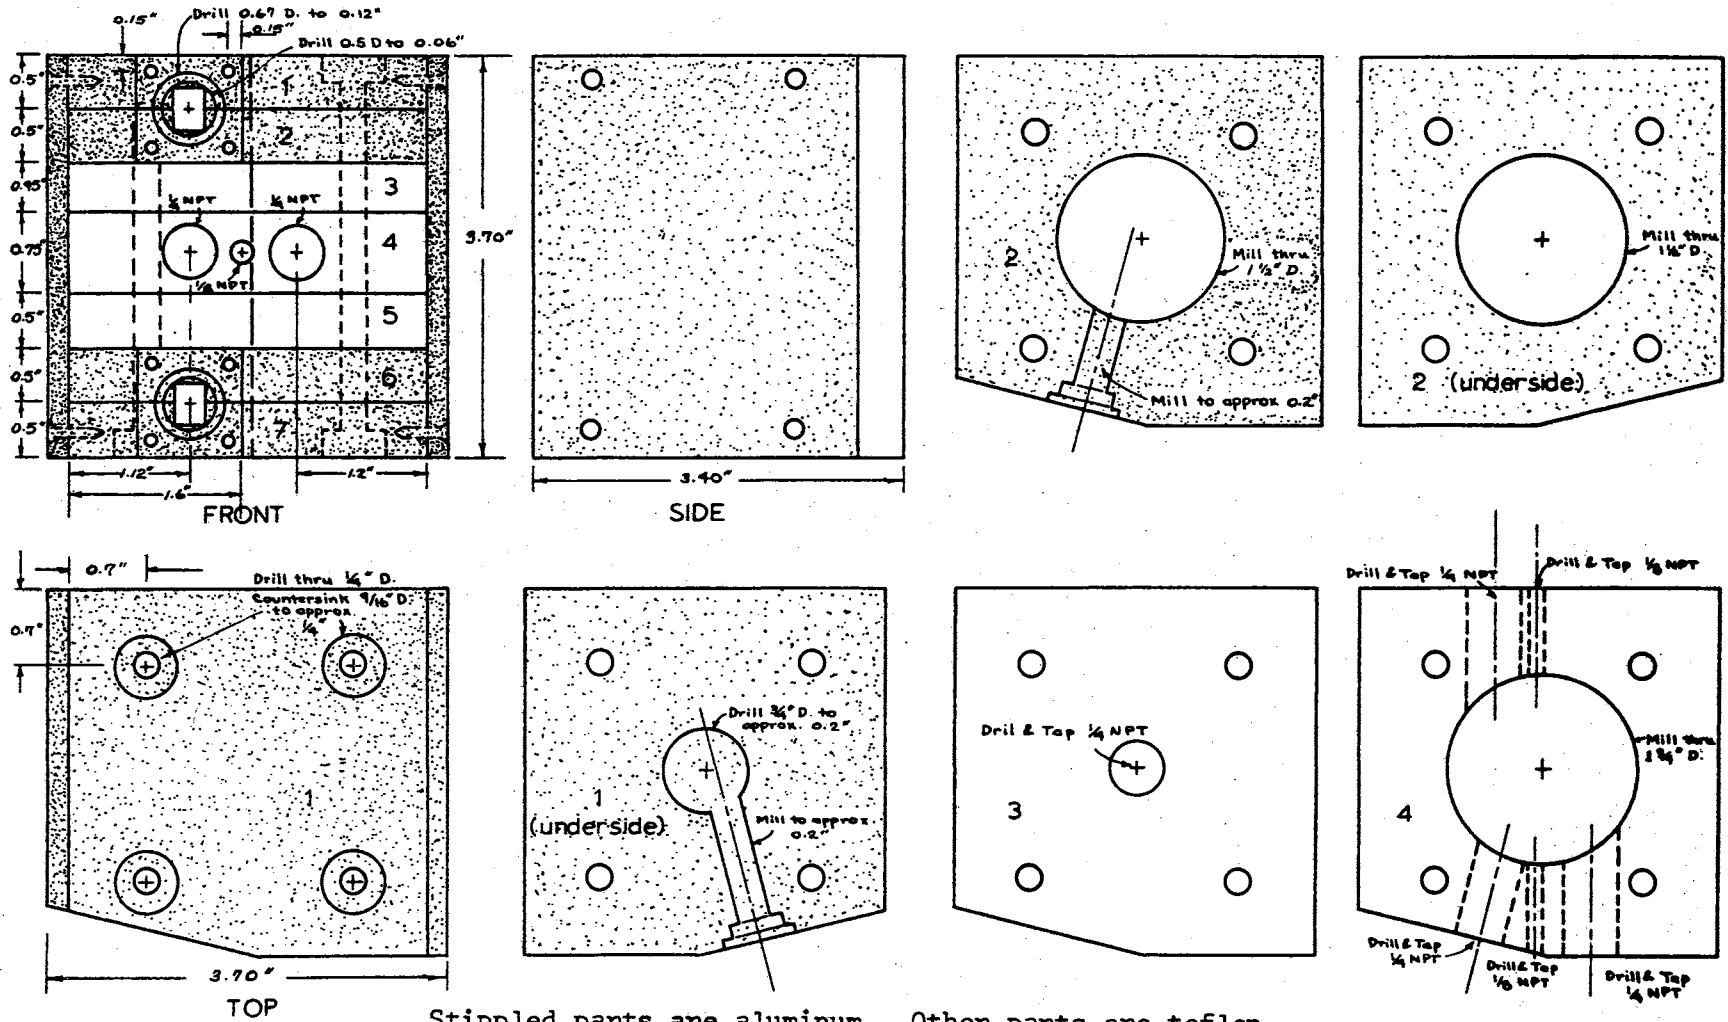 0.15"
Drill 0.67 D. to 0.12"
0.15"
Drill 0.5 D to 0.06"
0.5"
0.5"
0.45"
0.75"
0.5"
0.5"
0.5"
1
2
3
1/4 NPT
1/4 NPT
4
1/8 NPT
5
6
7
3.70"
1.12"
1.2"
1.6"
FRONT
3.40"
SIDE
2
Mill thru
1 1/2" D.
Mill to approx 0.2"
Mill thru
1 1/2" D.
2 (underside)
0.7"
0.7"
Drill thru 1/4" D.
Countersink 9/16" D.
to approx
1/4"
1
3.70"
TOP
Drill 3/4" D. to
approx. 0.2"
1
(underside)
Mill to approx
0.2"
Dril & Tap 1/4 NPT
3
Drill & Tap 1/4 NPT
Drill & Tap 1/8 NPT
Mill thru
1 3/4" D.
4
Drill & Tap
1/4 NPT
Drill & Tap
1/8 NPT
Drill & Tap
1/4 NPT
Stippled parts are aluminum. Other parts are teflon